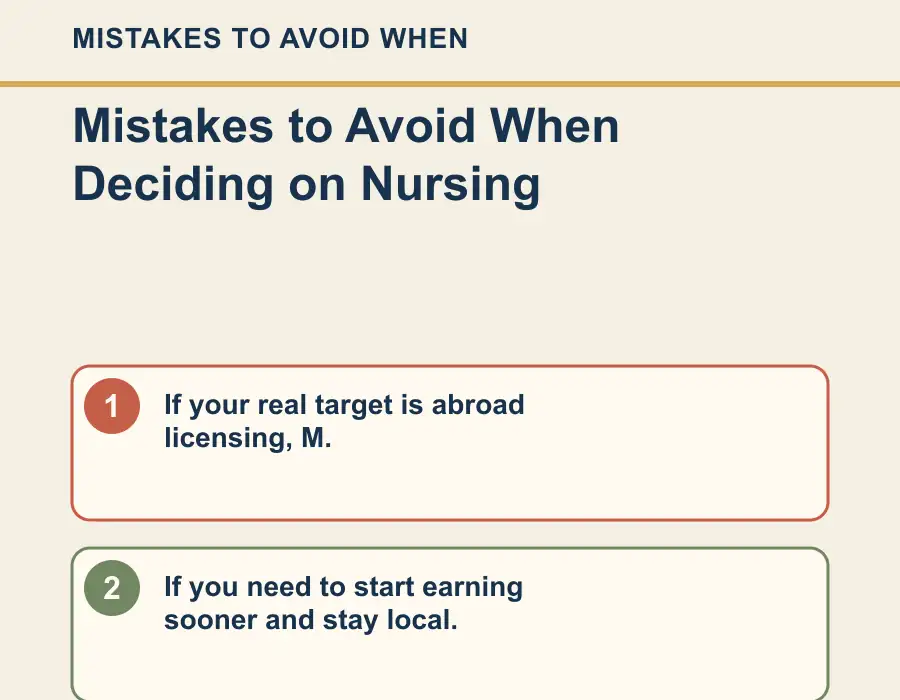 MISTAKES TO AVOID WHEN
Mistakes to Avoid When
Deciding on Nursing
1
If your real target is abroad
licensing, M.
2
If you need to start earning
sooner and stay local.